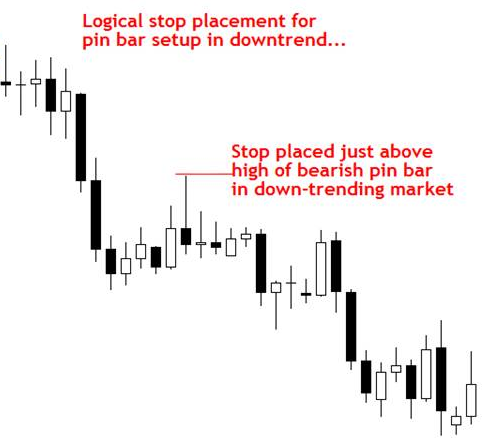 Logical stop placement for
pin bar setup in downtrend...
Stop placed just above
high of bearish pin bar
in down-trending market